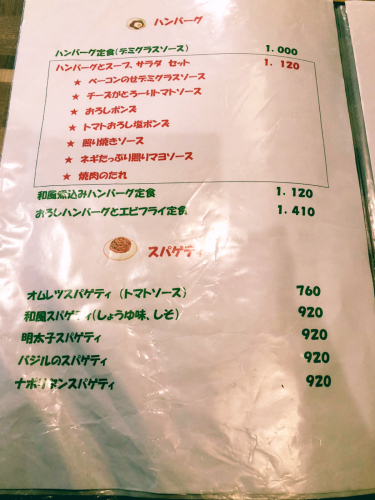 ハンバーグ
ハンバーグ定食(デミグラスソース) 1.000
ハンバーグとスープ、サラダ セット 1.120
★ ベーコンのせデミグラスソース
★ チーズがとろーりトマトソース
★ おろしポンズ
★ トマトおろし塩ポンズ
★ 照り焼きソース
★ ネギたっぷり照りマヨソース
★ 焼肉のたれ
和風煮込みハンバーグ定食 1.120
おろしハンバーグとエビフライ定食 1.410
スパゲティ
オムレツスパゲティ (トマトソース) 760
和風スパゲティ(しょうゆ味、しそ) 920
明太子スパゲティ 920
バジルのスパゲティ 920
ナポリタンスパゲティ 920